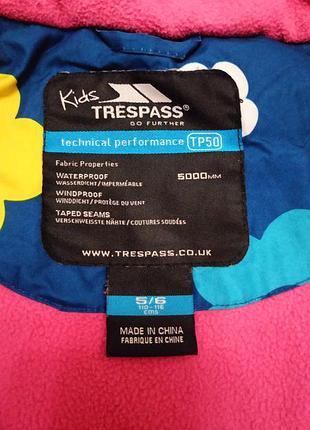 Kids
TRESPASS®
GO FURTHER
technical performance TP50
Fabric Properties
WATERPROOF 5000MM
WASSERDICHT / IMPERMÉABLE
WINDPROOF
WINDDICHT / PROTÈGE DU VENT
TAPED SEAMS
VERSCHWEISSTE NÄHTE / COUTURES SOUDÉES
WWW.TRESPASS.CO.UK
5/6
110-116
CMS
MADE IN CHINA
FABRIQUE EN CHINE